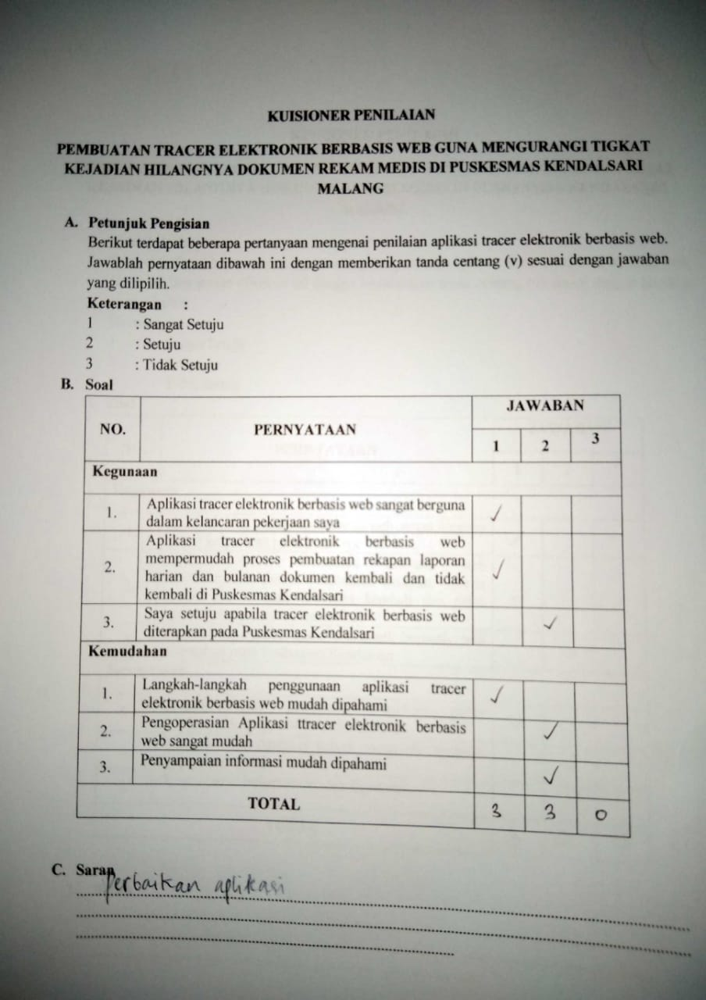 KUISIONER PENILAIAN
PEMBUATAN TRACER ELEKTRONIK BERBASIS WEB GUNA MENGURANGI TIGKAT
KEJADIAN HILANGNYA DOKUMEN REKAM MEDIS DI PUSKESMAS KENDALSARI
MALANG
A. Petunjuk Pengisian
Berikut terdapat beberapa pertanyaan mengenai penilaian aplikasi tracer elektronik berbasis web.
Jawablah pernyataan dibawah ini dengan memberikan tanda centang (v) sesuai dengan jawaban
yang dilipilih.
Keterangan :
1 : Sangat Setuju
2 : Setuju
3 : Tidak Setuju
B. Soal
NO. PERNYATAAN JAWABAN
1 2 3
Kegunaan
1. Aplikasi tracer elektronik berbasis web sangat berguna
dalam kelancaran pekerjaan saya ✓
2. Aplikasi tracer elektronik berbasis web
mempermudah proses pembuatan rekapan laporan
harian dan bulanan dokumen kembali dan tidak ✓
kembali di Puskesmas Kendalsari
3. Saya setuju apabila tracer elektronik berbasis web
diterapkan pada Puskesmas Kendalsari ✓
Kemudahan
1. Langkah-langkah penggunaan aplikasi tracer
elektronik berbasis web mudah dipahami ✓
2. Pengoperasian Aplikasi ttracer elektronik berbasis
web sangat mudah ✓
3. Penyampaian informasi mudah dipahami ✓
TOTAL 3 3 0
C. Saran
perbaikan aplikasi